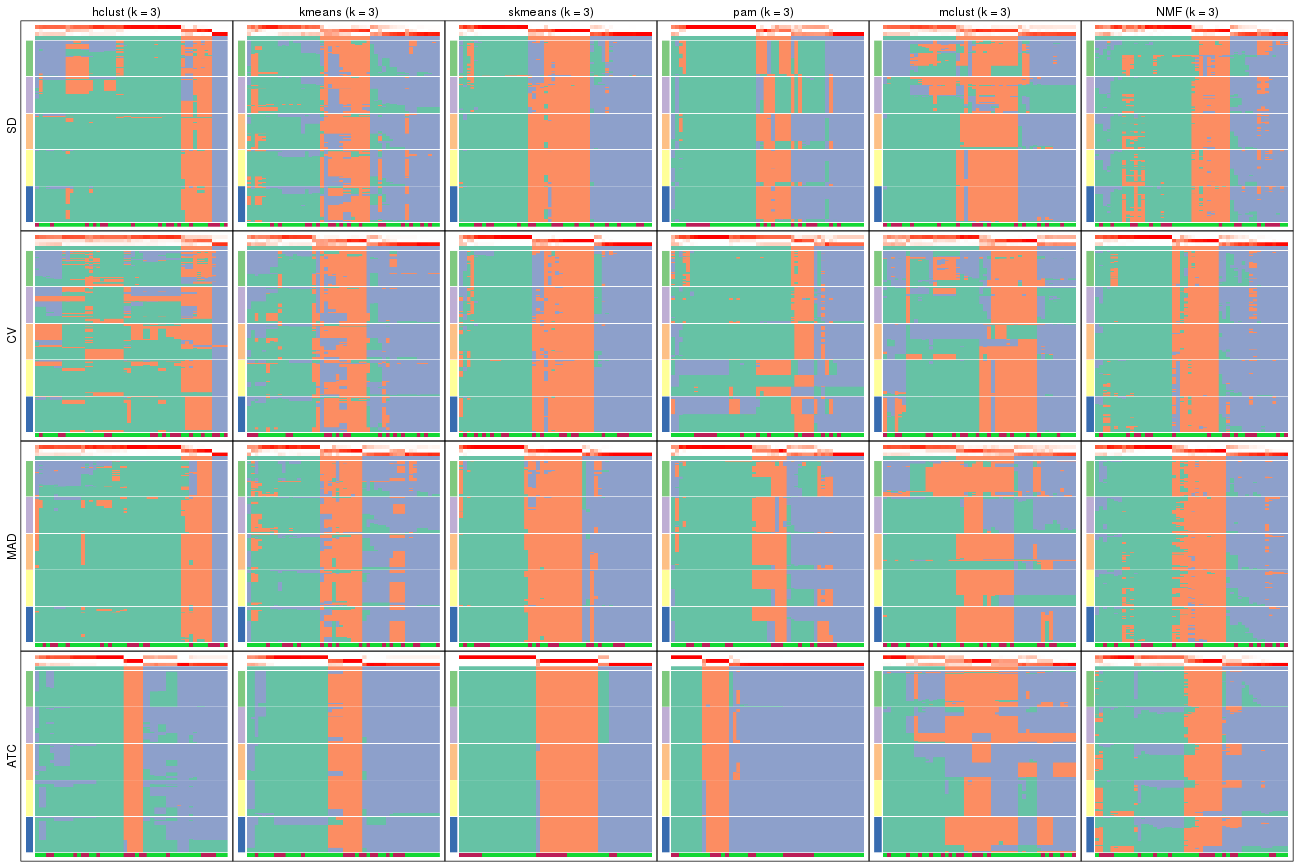 hclust (k = 3)
kmeans (k = 3)
skmeans (k = 3)
pam (k = 3)
mclust (k = 3)
NMF (k = 3)
SD
CV
MAD
ATC